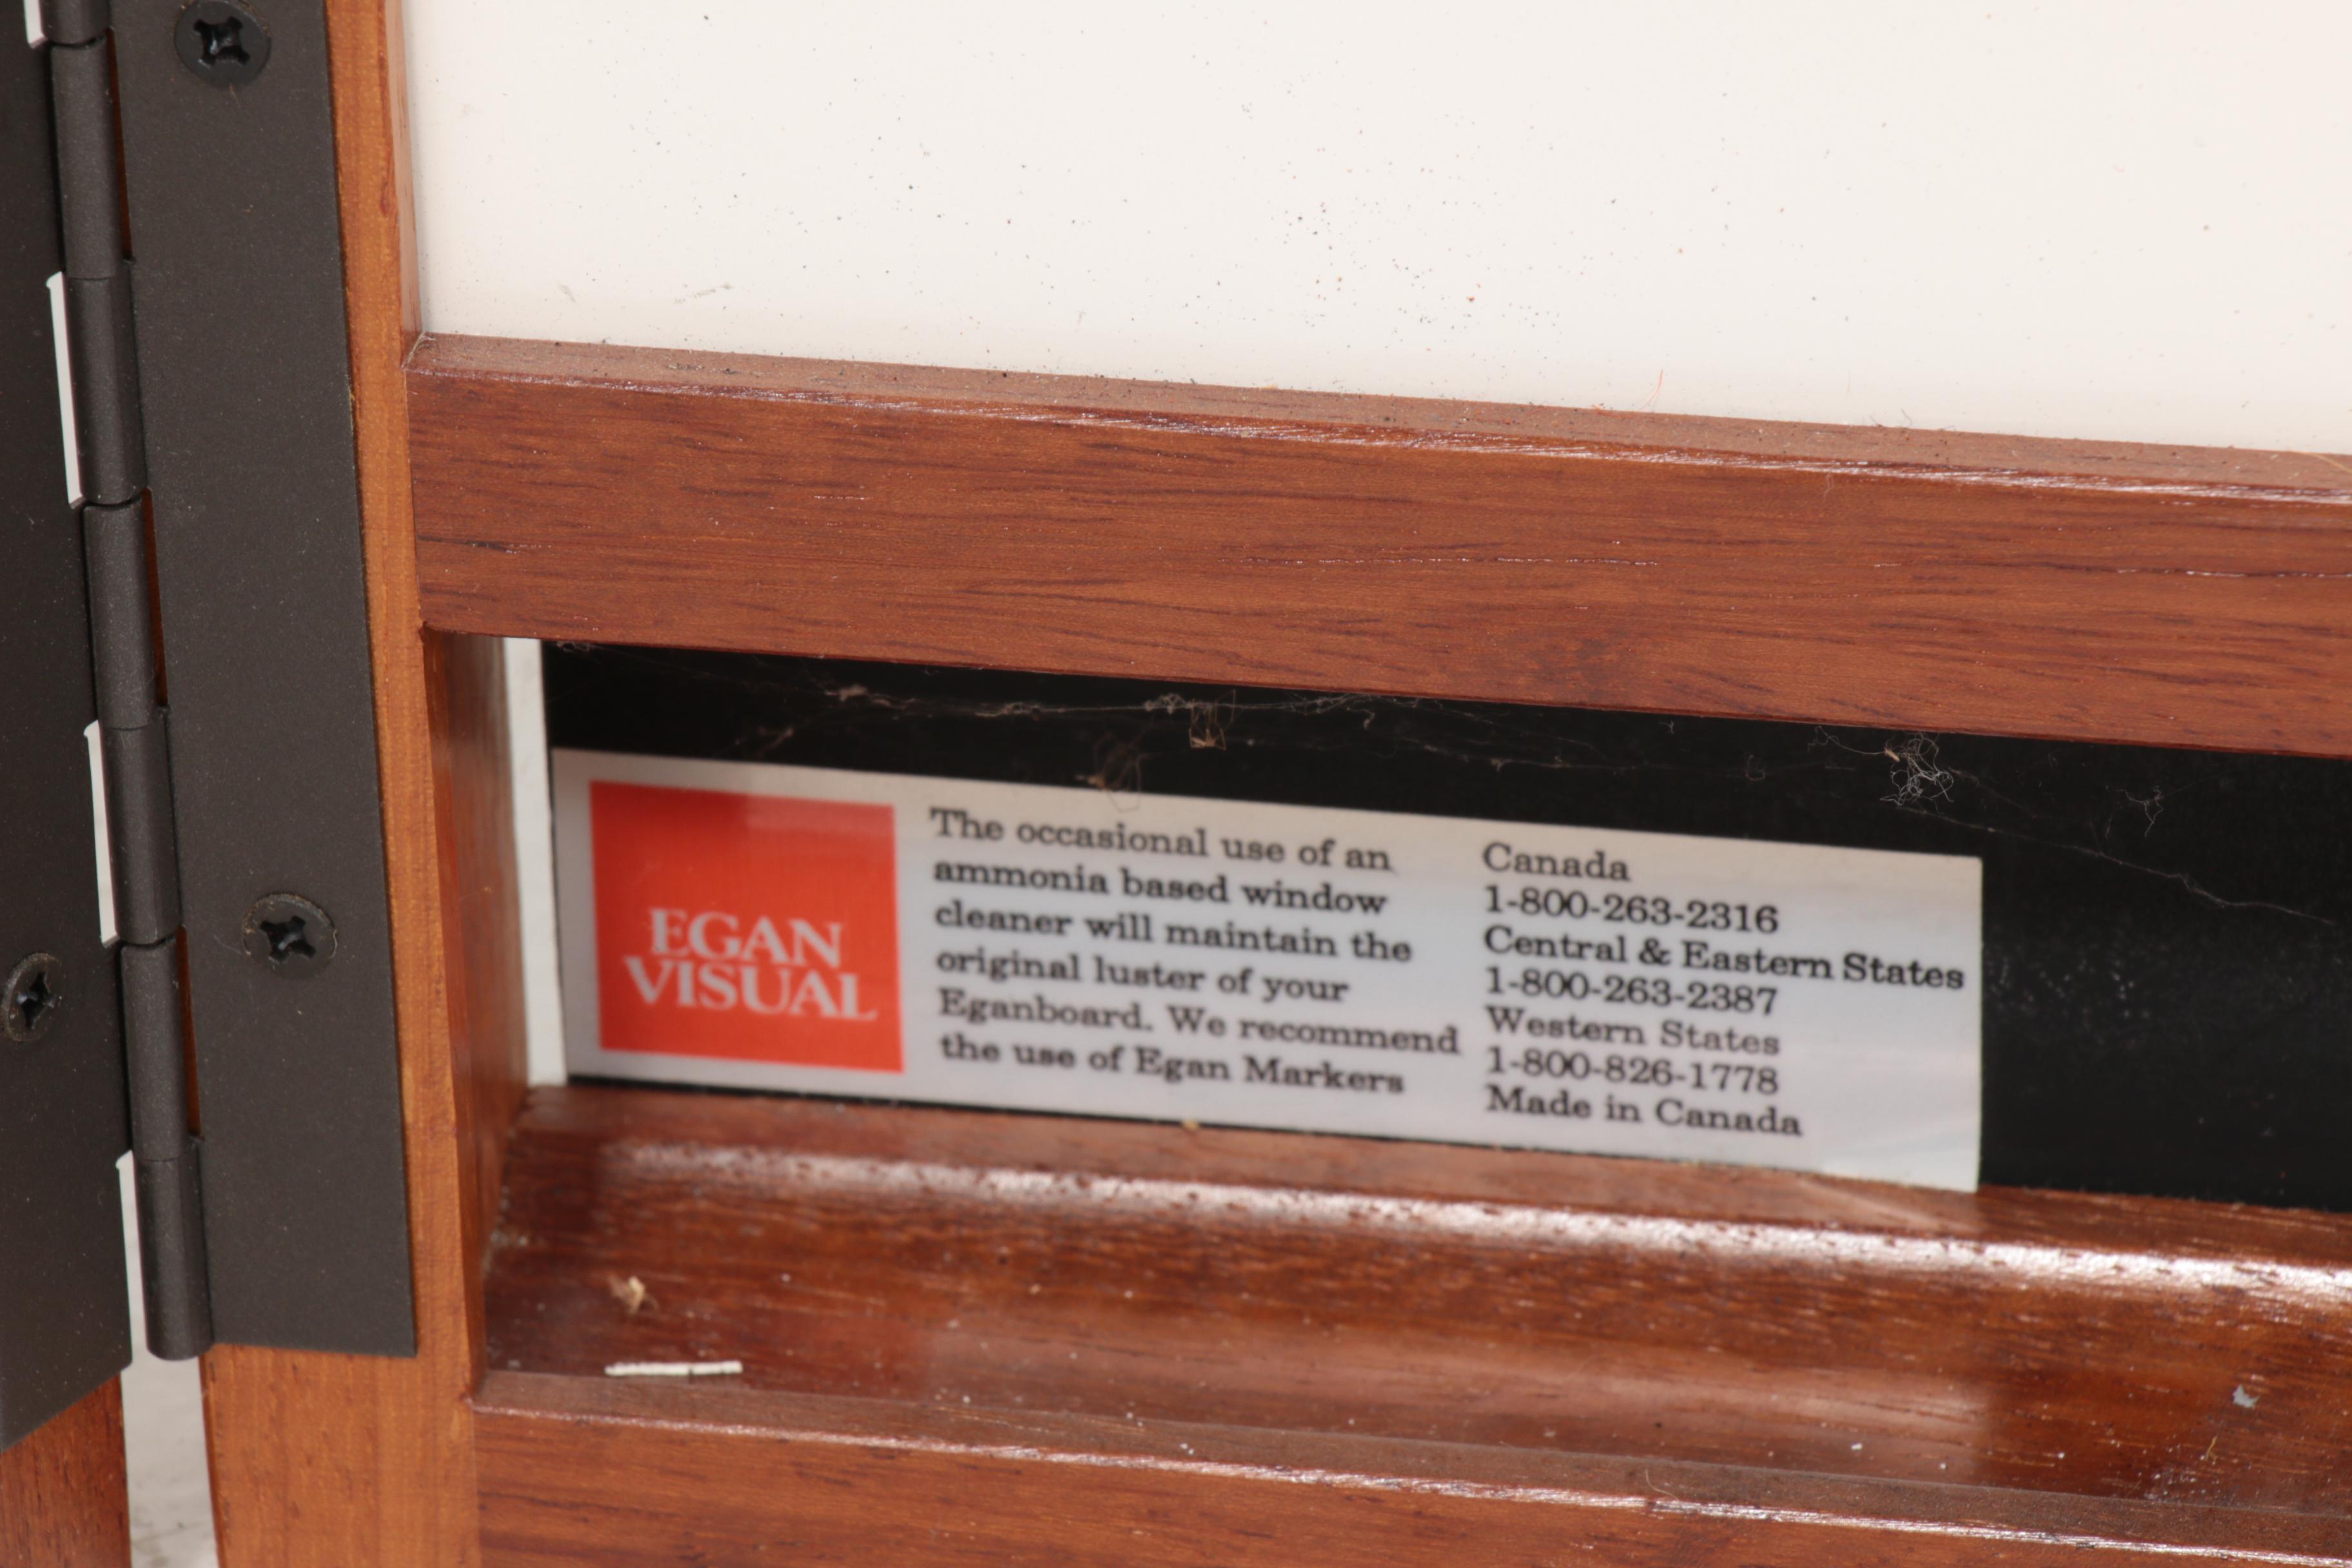 EGAN
VISUAL
The occasional use of an
ammonia based window
cleaner will maintain the
original luster of your
Eganboard. We recommend
the use of Egan Markers
Canada
1-800-263-2316
Central & Eastern States
1-800-263-2387
Western States
1-800-826-1778
Made in Canada